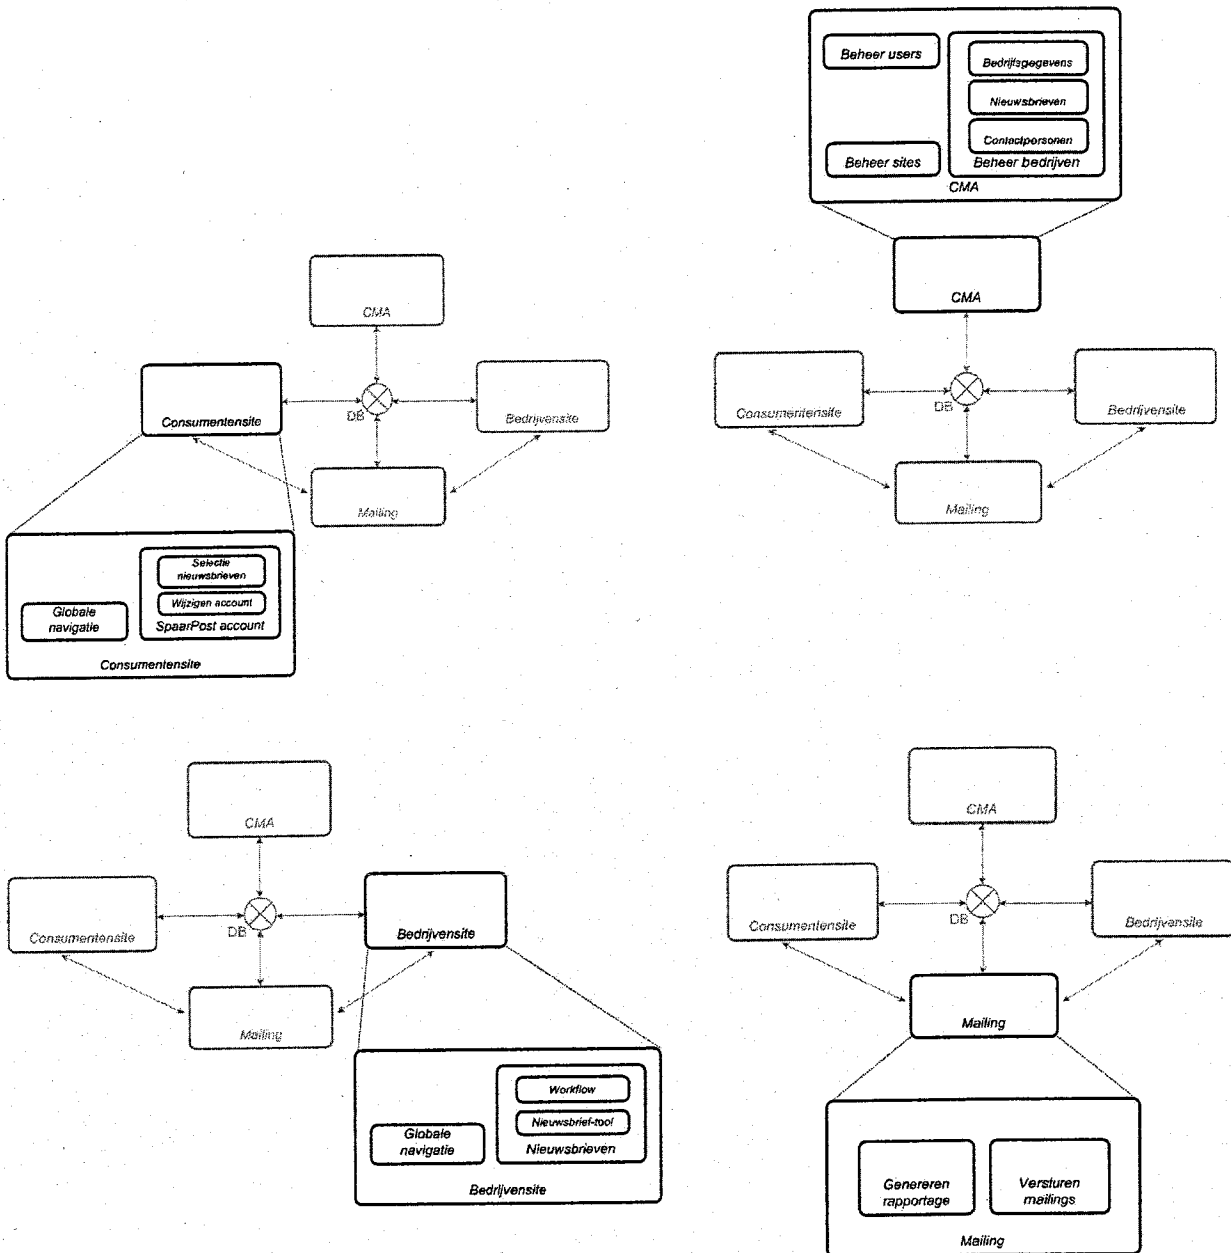 CMA
Consumentensite
DB
Bedrijvensite
Mailing
Selectie
nieuwsbrieven
Wijzigen account
SpaarPost account
Globale
navigatie
Consumentensite
Beheer users
Bedrijfsgegevens
Nieuwsbrieven
Contactpersonen
Beheer sites
Beheer bedrijven
CMA
CMA
Consumentensite
DB
Bedrijvensite
Mailing
CMA
Consumentensite
DB
Bedrijvensite
Mailing
Workflow
Nieuwsbrief-tool
Nieuwsbrieven
Globale
navigatie
Bedrijvensite
CMA
Consumentensite
DB
Bedrijvensite
Mailing
Genereren
rapportage
Versturen
mailings
Mailing